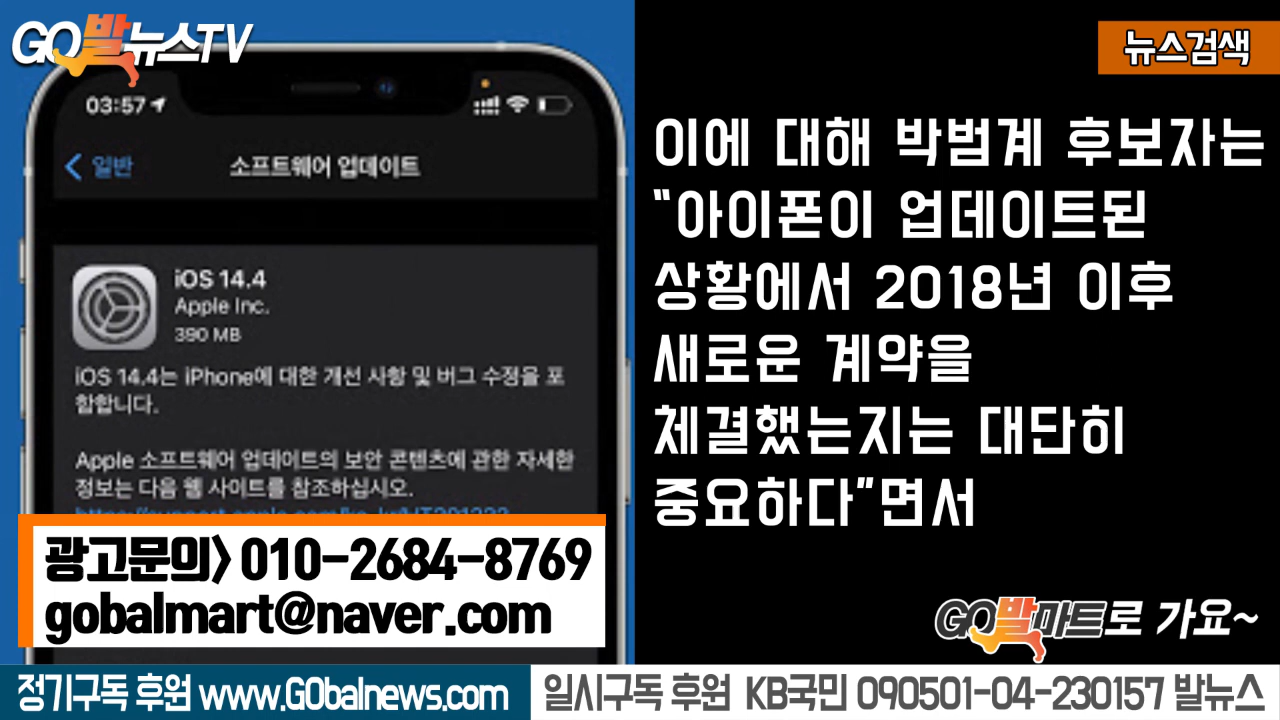 GO발뉴스TV
뉴스검색
03:57
일반
소프트웨어 업데이트
iOS 14.4
Apple Inc.
390 MB
iOS 14.4는 iPhone에 대한 개선 사항 및 버그 수정을 포
함합니다.
Apple 소프트웨어 업데이트의 보안 콘텐츠에 관한 자세한
정보는 다음 웹 사이트를 참조하십시오.
이에 대해 박범계 후보자는
“아이폰이 업데이트된
상황에서 2018년 이후
새로운 계약을
체결했는지는 대단히
중요하다”면서
광고문의> 010-2684-8769
gobalmart@naver.com
GO발마트로 가요~
정기구독 후원 www.GObalnews.com
일시구독 후원 KB국민 090501-04-230157 발뉴스